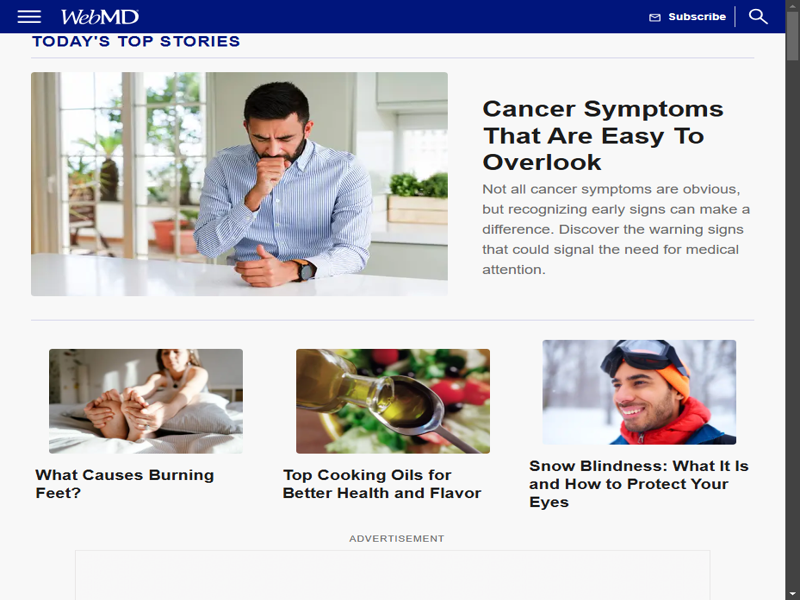 WebMD
Subscribe
TODAY'S TOP STORIES
Cancer Symptoms
That Are Easy To
Overlook
Not all cancer symptoms are obvious,
but recognizing early signs can make a
difference. Discover the warning signs
that could signal the need for medical
attention.
What Causes Burning
Feet?
Top Cooking Oils for
Better Health and Flavor
Snow Blindness: What It Is
and How to Protect Your
Eyes
ADVERTISEMENT